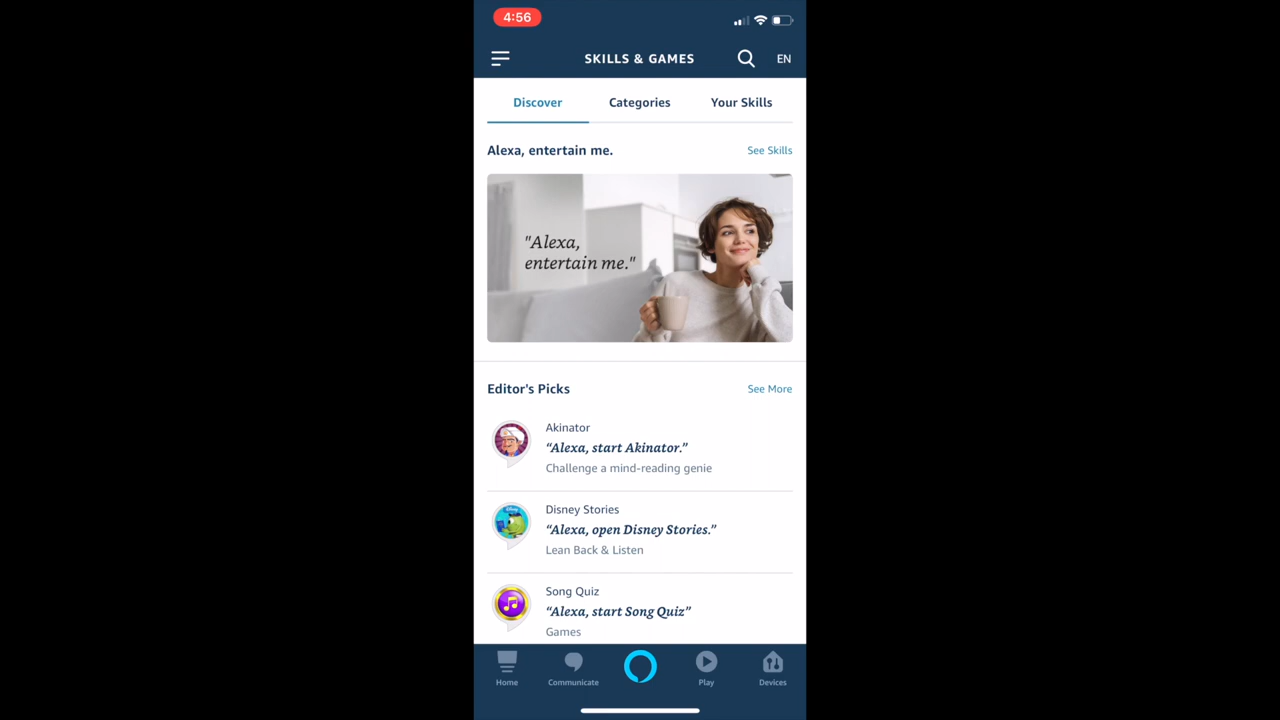 4:56
SKILLS & GAMES
EN
Discover
Categories
Your Skills
Alexa, entertain me.
See Skills
"Alexa,
entertain me."
Editor's Picks
See More
Akinator
“Alexa, start Akinator.”
Challenge a mind-reading genie
Disney Stories
“Alexa, open Disney Stories.”
Lean Back & Listen
Song Quiz
“Alexa, start Song Quiz”
Games
Home
Communicate
Play
Devices